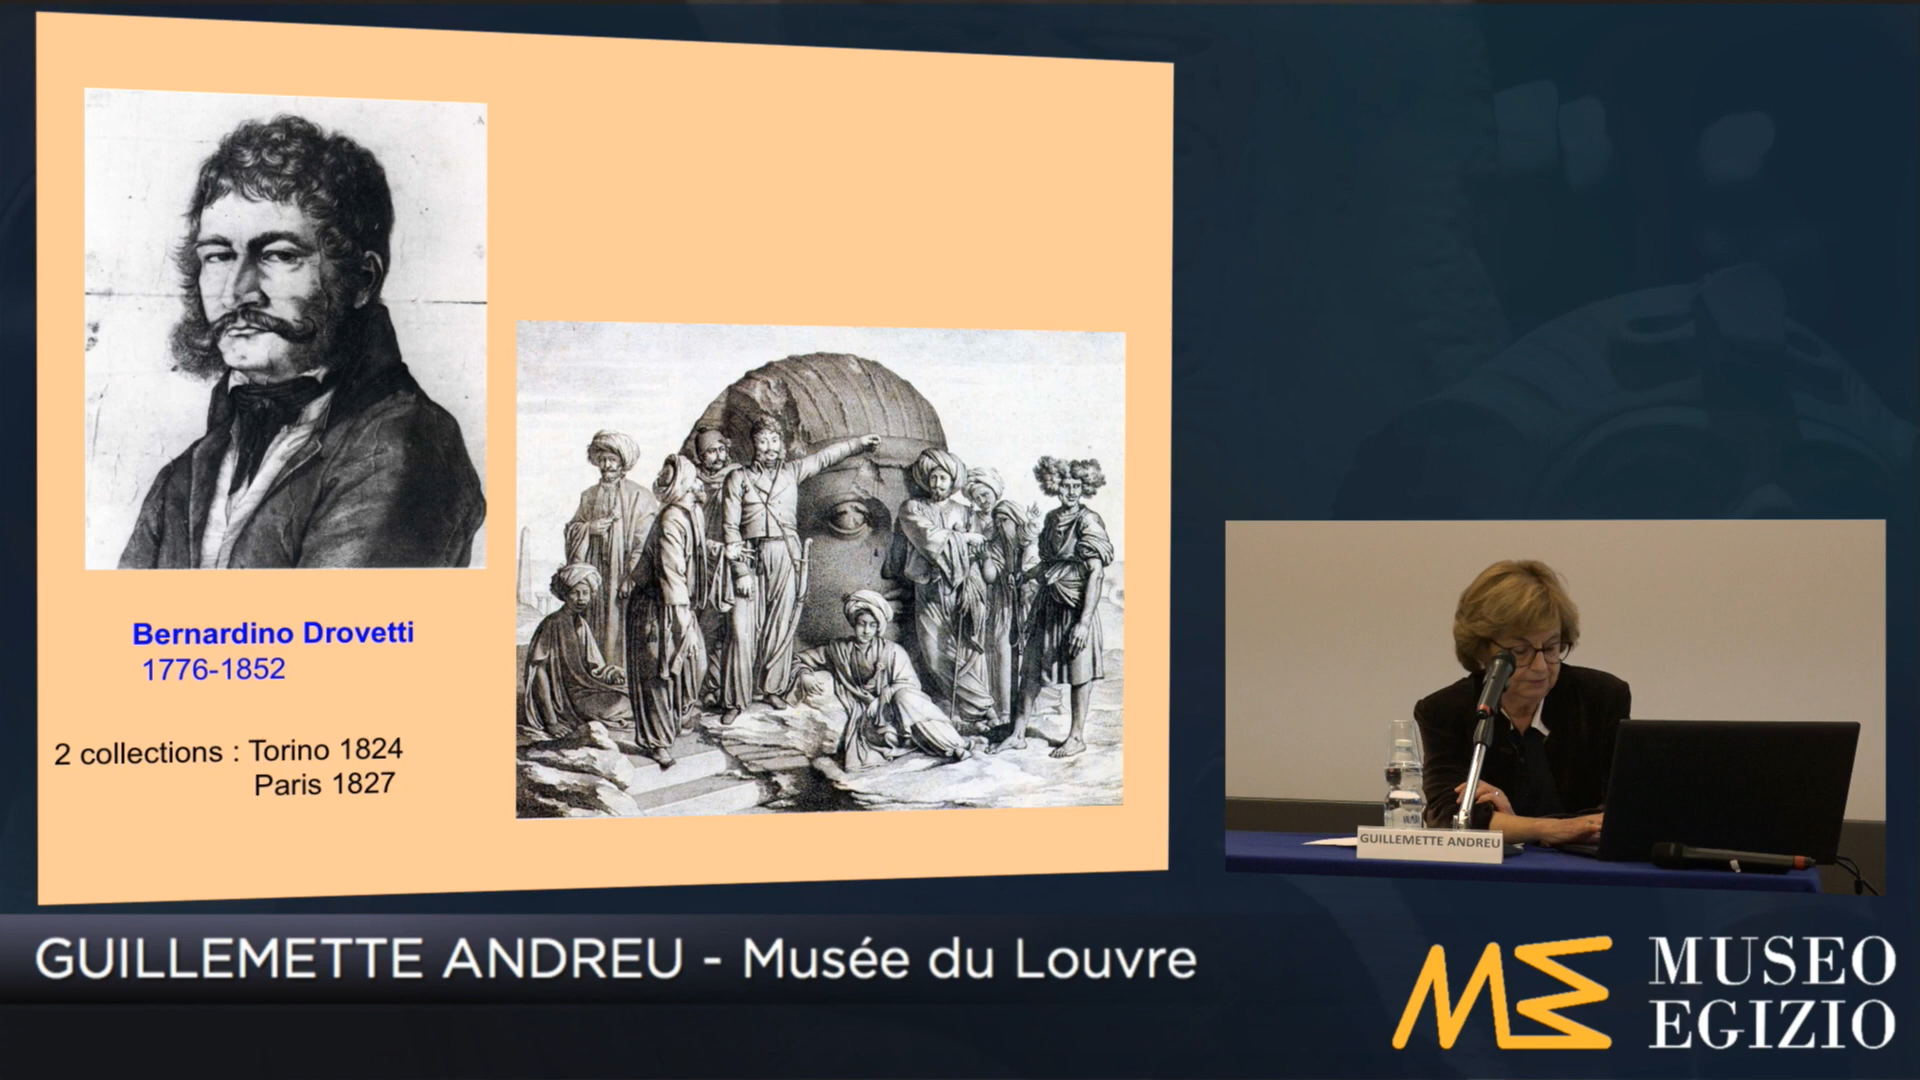 Bernardino Drovetti
1776-1852
2 collections : Torino 1824
Paris 1827
GUILLEMETTE ANDREU
GUILLEMETTE ANDREU - Musée du Louvre
ME MUSEO
EGIZIO